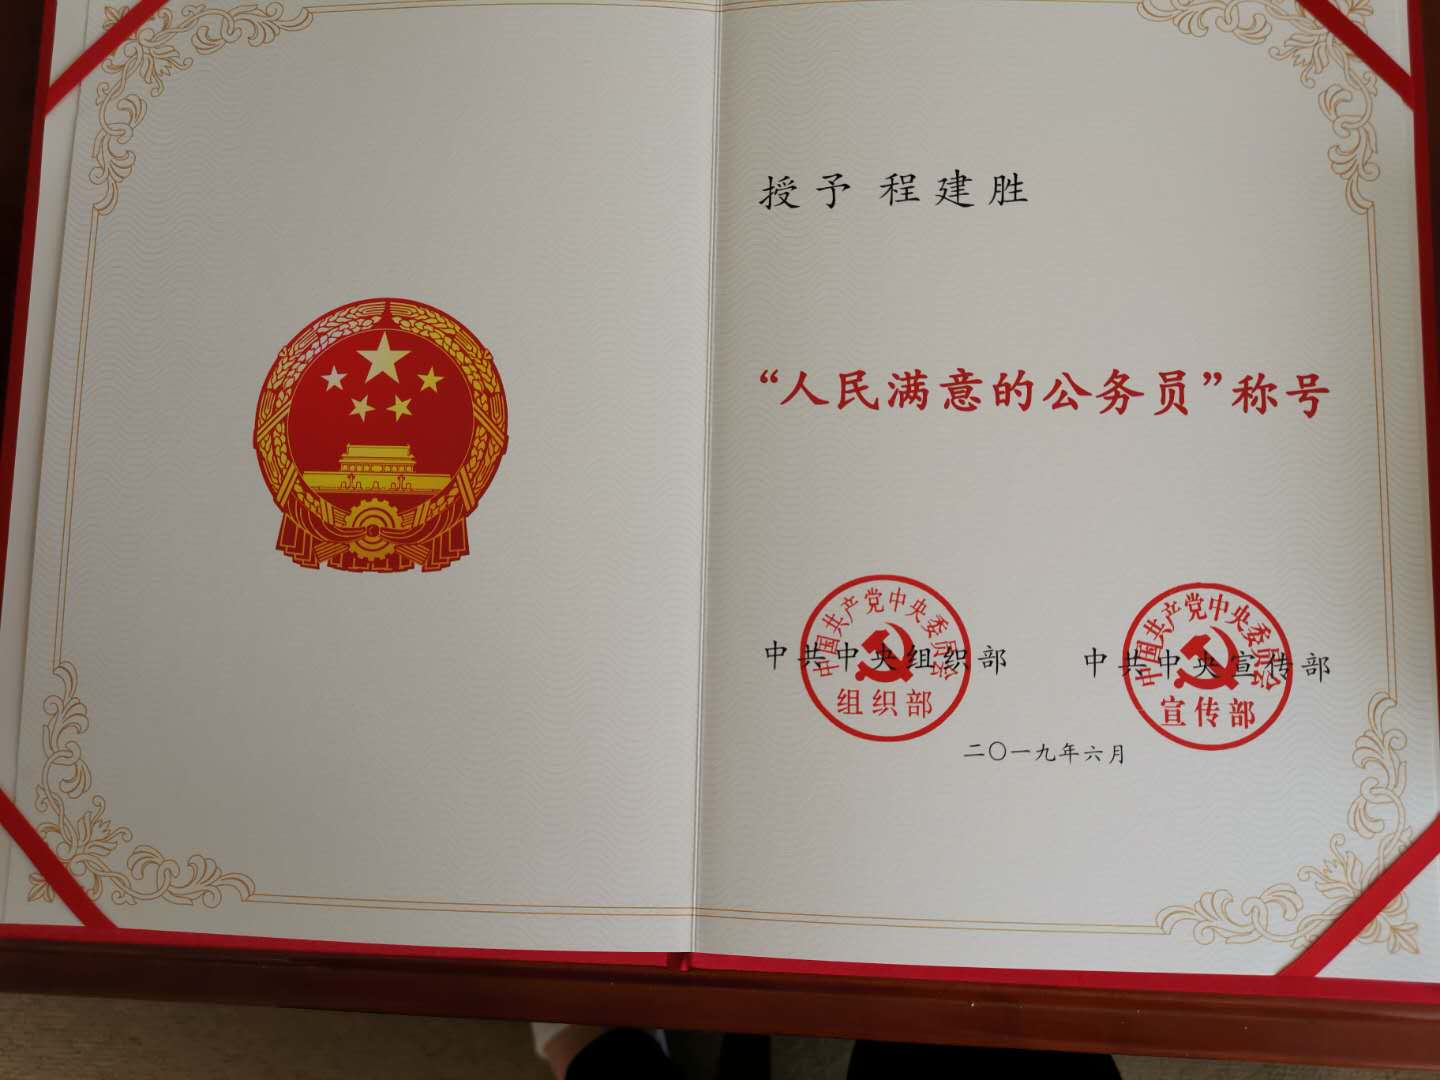 授予 程建胜
“人民满意的公务员”称号
中共中央组织部 中共中央宣传部
中国共产党中央委员会
组织部
中国共产党中央委员会
宣传部
二〇一九年六月